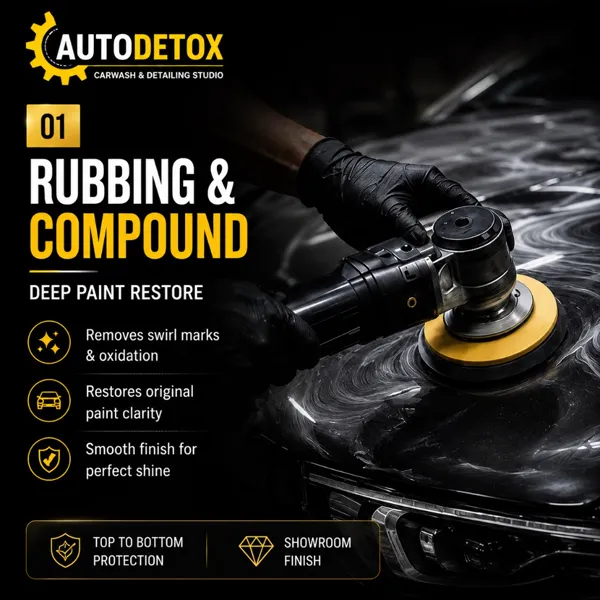 AUTODETOX
CARWASH & DETAILING STUDIO
01
RUBBING &
COMPOUND
DEEP PAINT RESTORE
Removes swirl marks
& oxidation
Restores original
paint clarity
Smooth finish for
perfect shine
TOP TO BOTTOM
PROTECTION
SHOWROOM
FINISH